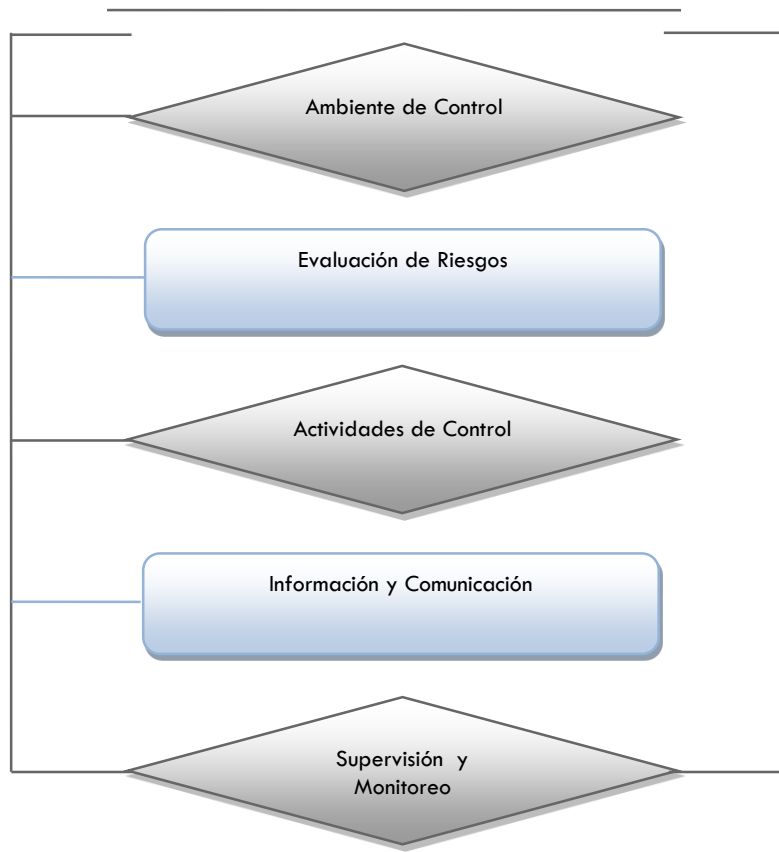 Ambiente de Control
Evaluación de Riesgos
Actividades de Control
Información y Comunicación
Supervisión y
Monitoreo